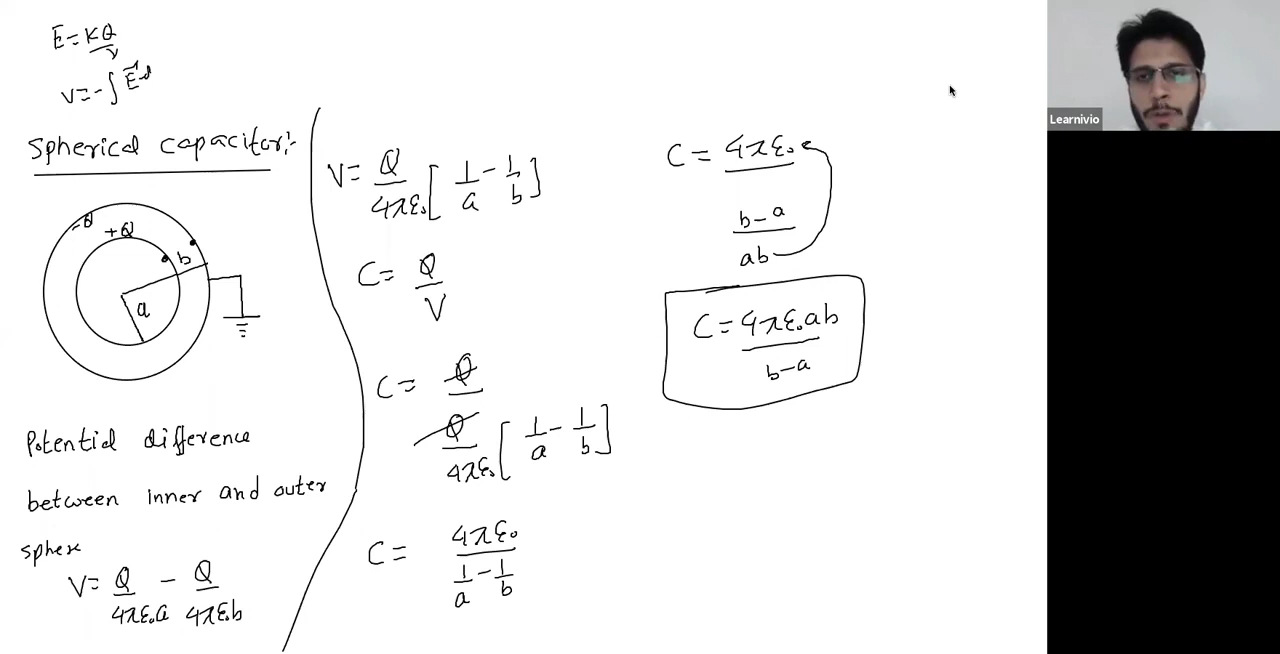 E = KQ/r
V = -∫ E⃗ d
Spherical capacitor:-
-Q
+Q
b
a
Potential difference
between inner and outer
sphere
V = Q/4πε₀a - Q/4πε₀b
V = Q/4πε₀ [ 1/a - 1/b ]
C = Q/V
C = Q / Q/4πε₀ [ 1/a - 1/b ]
C = 4πε₀ / 1/a - 1/b
C = 4πε₀ / b-a/ab
C = 4πε₀ab / b-a
Learnivio